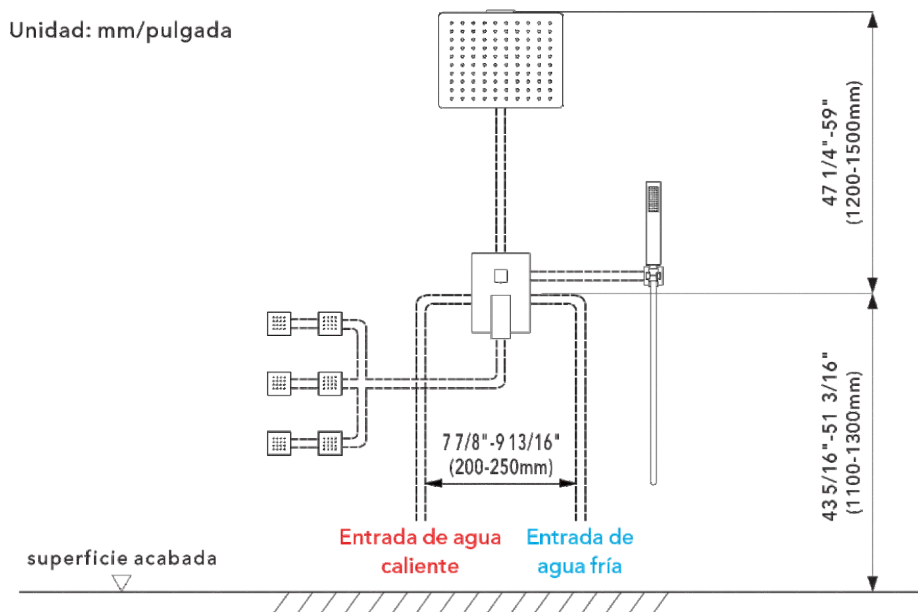 Unidad: mm/pulgada
47 1/4"-59"
(1200-1500mm)
43 5/16"-51 3/16"
(1100-1300mm)
7 7/8"-9 13/16"
(200-250mm)
Entrada de agua
caliente
Entrada de
agua fría
superficie acabada